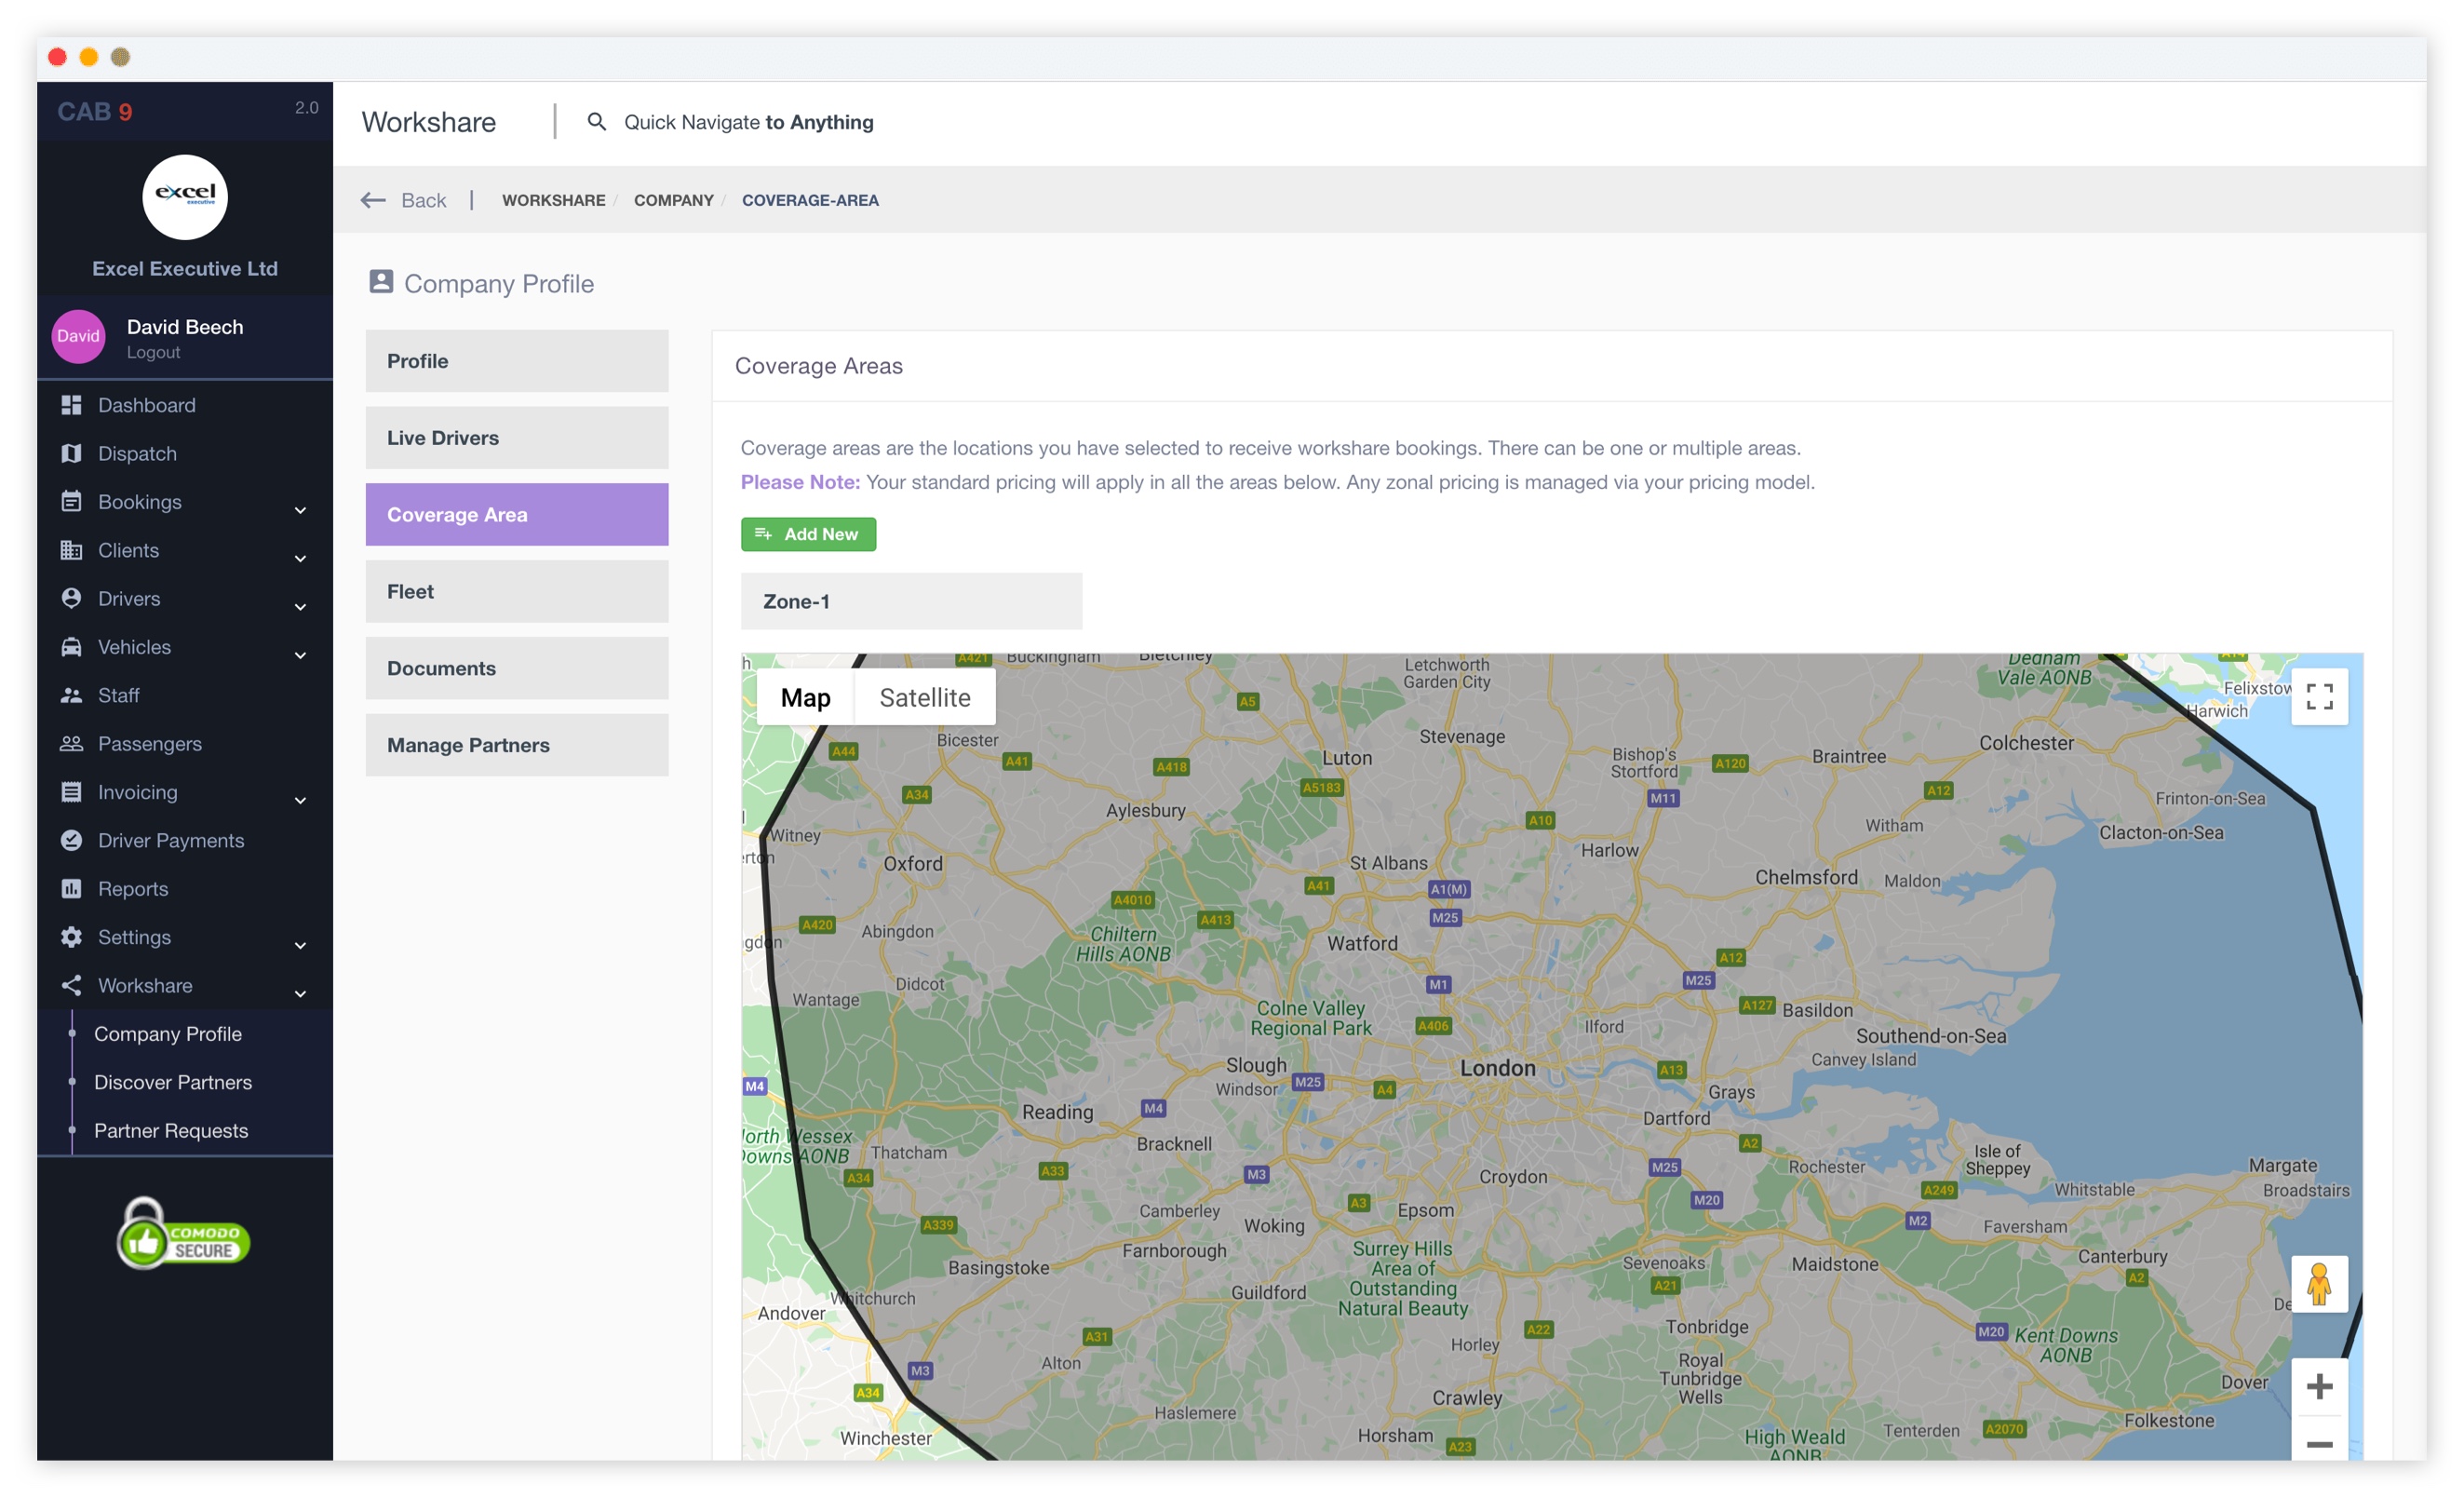 CAB 9
2.0
excel
executive
Excel Executive Ltd
David
David Beech
Logout
Dashboard
Dispatch
Bookings
Clients
Drivers
Vehicles
Staff
Passengers
Invoicing
Driver Payments
Reports
Settings
Workshare
Company Profile
Discover Partners
Partner Requests
COMODO
SECURE
Workshare
Quick Navigate to Anything
Back
WORKSHARE / COMPANY / COVERAGE-AREA
Company Profile
Profile
Live Drivers
Coverage Area
Fleet
Documents
Manage Partners
Coverage Areas
Coverage areas are the locations you have selected to receive workshare bookings. There can be one or multiple areas.
Please Note: Your standard pricing will apply in all the areas below. Any zonal pricing is managed via your pricing model.
Add New
Zone-1
Map
Satellite
A421
Buckingham
Bletchley
Letchworth
Garden City
Dedham
Vale AONB
Felixstow
Harwich
A5
Bicester
Stevenage
Colchester
A44
A41
A418
Luton
Bishop's
Stortford
A120
Braintree
A34
A5183
M11
A12
Frinton-on-Sea
Aylesbury
A10
Witham
Clacton-on-Sea
Witney
erton
Oxford
St Albans
Harlow
A41
A1(M)
Chelmsford
Maldon
A4010
A413
M25
A420
Abingdon
gdon
Chiltern
Hills AONB
Watford
A12
Didcot
M1
M25
Wantage
Colne Valley
Regional Park
A406
Ilford
A127
Basildon
Southend-on-Sea
Canvey Island
Slough
London
M4
Windsor
M25
A4
A13
Grays
Reading
M4
Dartford
orth Wessex
Downs AONB
Thatcham
Bracknell
A2
Isle of
Sheppey
A34
A33
M3
Croydon
M25
Rochester
Margate
M20
A249
Whitstable
Broadstairs
Camberley
A3
Epsom
A339
Woking
M2
Faversham
Farnborough
Surrey Hills
Area of
Outstanding
Natural Beauty
Sevenoaks
Maidstone
Canterbury
Basingstoke
A21
A2
Whitchurch
Guildford
De
Andover
A31
A22
Tonbridge
M20
Kent Downs
AONB
Horley
Alton
M3
Royal
Tunbridge
Wells
Dover
A34
Crawley
Haslemere
Folkestone
Winchester
Horsham
A23
High Weald
AONB
Tenterden
A2070